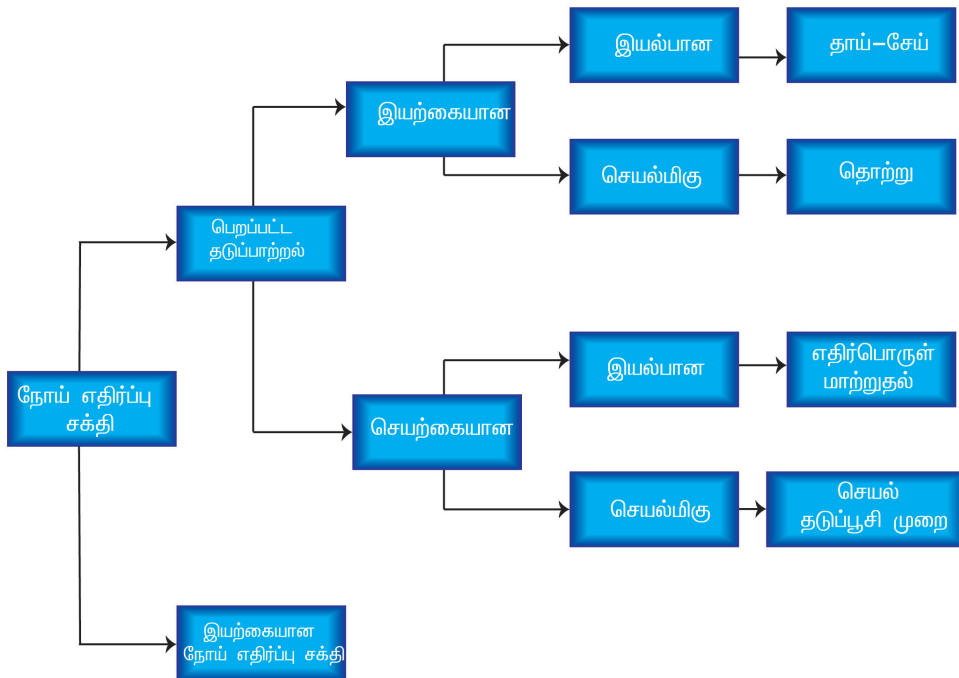 இயல்பான
தாய்-சேய்
இயற்கையான
செயல்மிகு
தொற்று
பெறப்பட்ட
தடுப்பாற்றல்
நோய் எதிர்ப்பு
சக்தி
இயல்பான
எதிர்பொருள்
மாற்றுதல்
செயற்கையான
செயல்மிகு
செயல்
தடுப்பூசி முறை
இயற்கையான
நோய் எதிர்ப்பு சக்தி